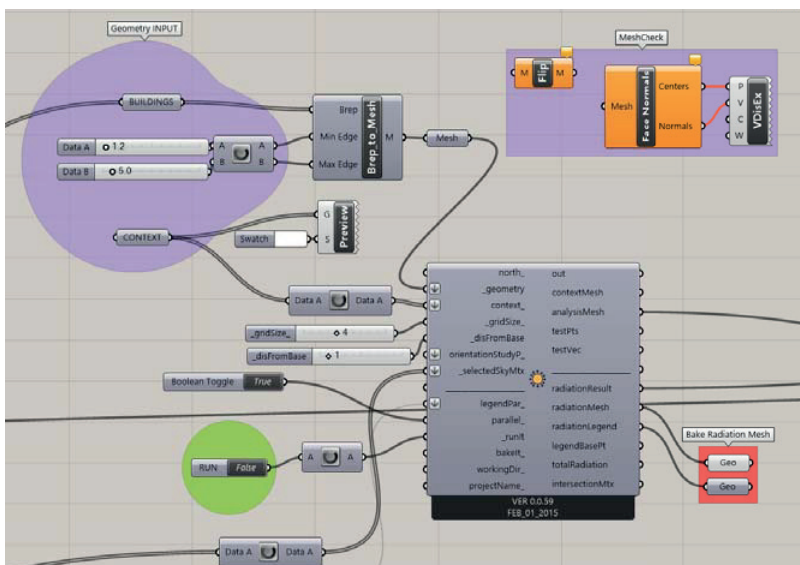 Geometry INPUT
BUILDINGS
Data A 1.2
Data B 5.0
A A
B B
Brep
Min Edge
Max Edge
Brep_to_Mesh
M
Mesh
CONTEXT
Swatch
G
S
Preview
MeshCheck
M Flip M
Mesh
Face Normals
Centers
Normals
P
V
C
W
VDisEx
Data A Data A
_gridSize_ 4
_disFromBase 1
Boolean Toggle True
RUN False
A A
Data A Data A
north_ out
_geometry contextMesh
context_ analysisMesh
_gridSize_ testPts
_disFromBase testVec
orientationStudyP_
_selectedSkyMtx
radiationResult
legendPar_ radiationMesh
parallel_ radiationLegend
_runIt legendBasePt
bakeIt_ totalRadiation
workingDir_ intersectionMtx
projectName_
VER 0.0.59
FEB_01_2015
Bake Radiation Mesh
Geo
Geo